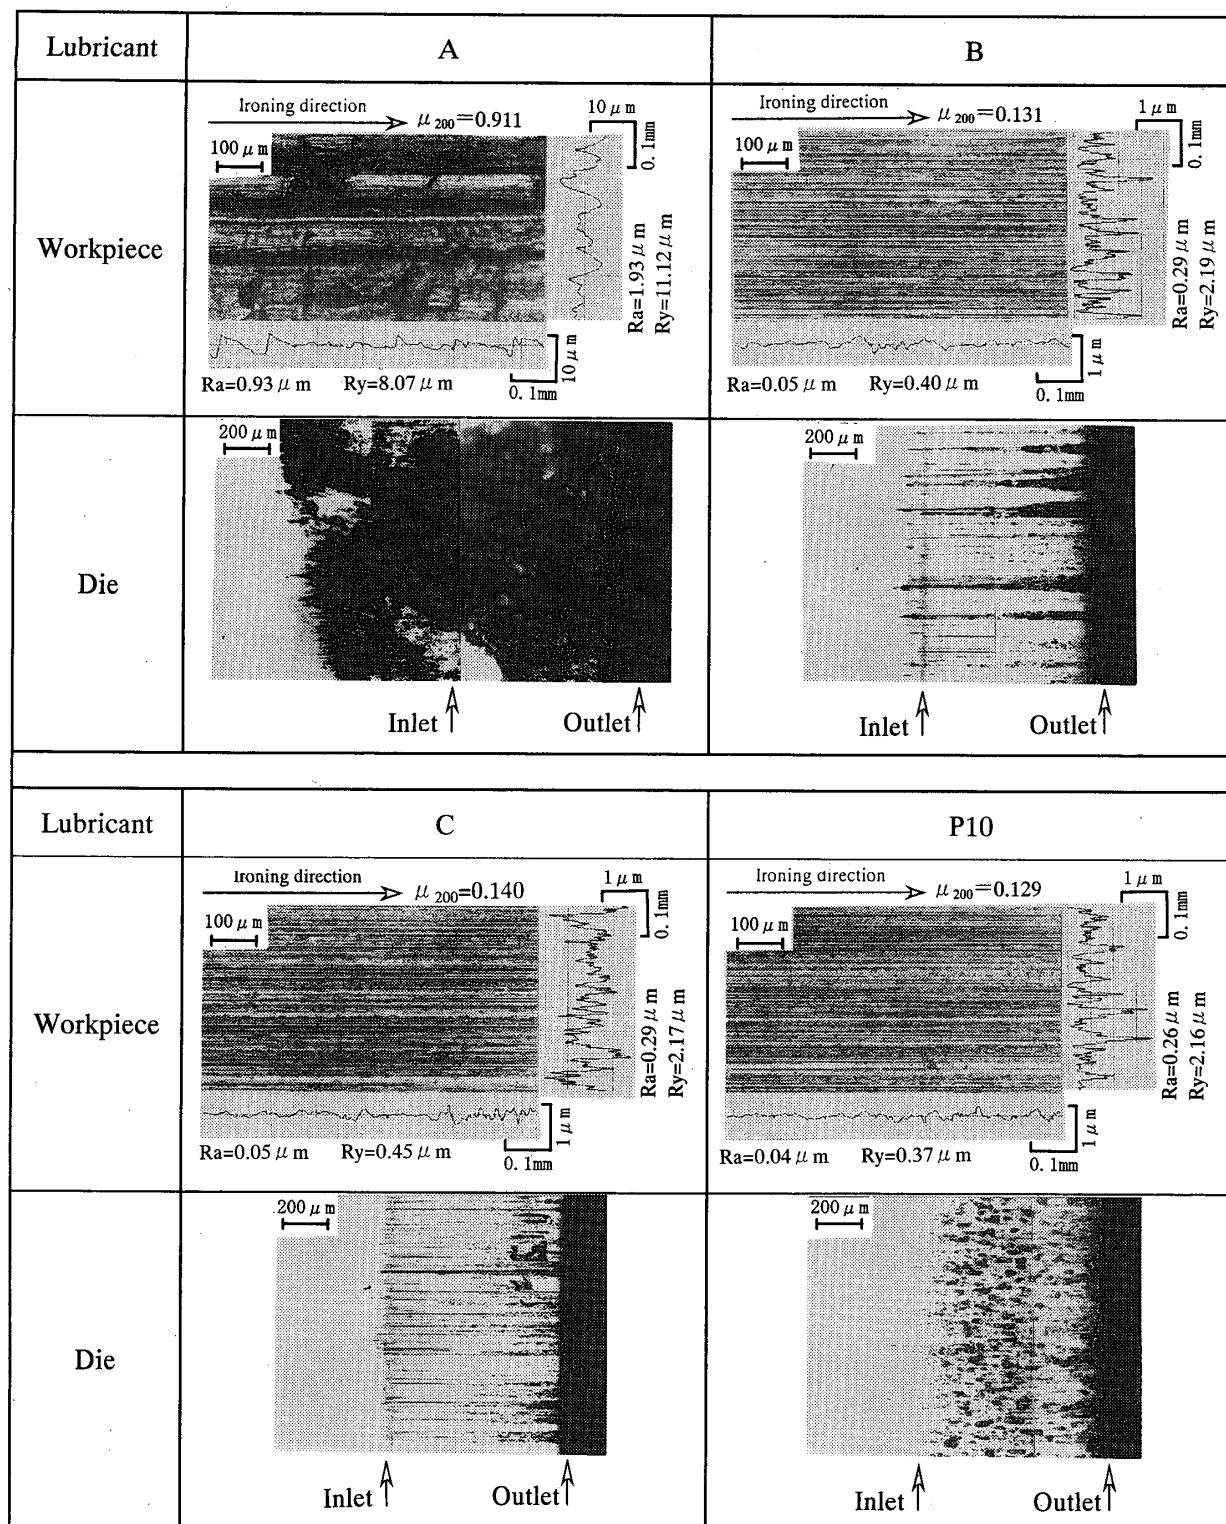 Lubricant
A
B
Workpiece
Ironing direction
μ 200=0.911
10 μ m
0.1mm
100 μ m
Ra=1.93 μ m
Ry=11.12 μ m
10 μ m
0.1mm
Ra=0.93 μ m Ry=8.07 μ m
Ironing direction
μ 200=0.131
1 μ m
0.1mm
100 μ m
Ra=0.29 μ m
Ry=2.19 μ m
1 μ m
0.1mm
Ra=0.05 μ m Ry=0.40 μ m
Die
200 μ m
Inlet
Outlet
200 μ m
Inlet
Outlet
Lubricant
C
P10
Workpiece
Ironing direction
μ 200=0.140
1 μ m
0.1mm
100 μ m
Ra=0.29 μ m
Ry=2.17 μ m
1 μ m
0.1mm
Ra=0.05 μ m Ry=0.45 μ m
Ironing direction
μ 200=0.129
1 μ m
0.1mm
100 μ m
Ra=0.26 μ m
Ry=2.16 μ m
1 μ m
0.1mm
Ra=0.04 μ m Ry=0.37 μ m
Die
200 μ m
Inlet
Outlet
200 μ m
Inlet
Outlet